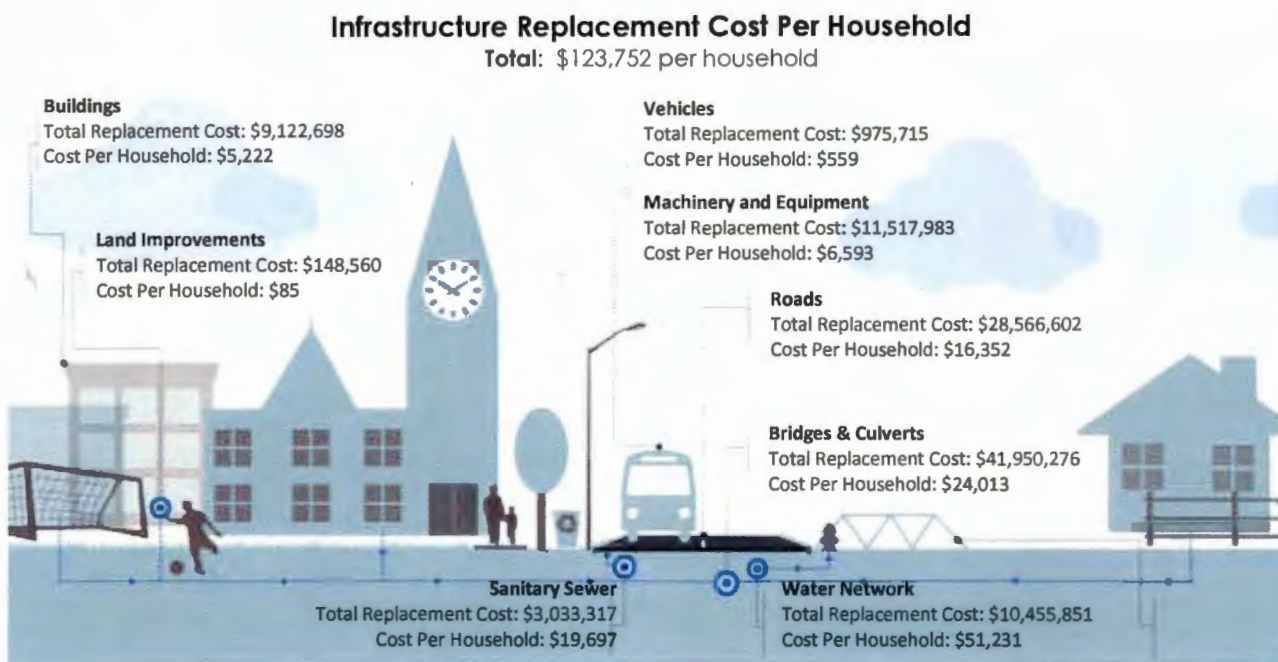 Infrastructure Replacement Cost Per Household
Total: $123,752 per household
Buildings
Total Replacement Cost: $9,122,698
Cost Per Household: $5,222
Land Improvements
Total Replacement Cost: $148,560
Cost Per Household: $85
Vehicles
Total Replacement Cost: $975,715
Cost Per Household: $559
Machinery and Equipment
Total Replacement Cost: $11,517,983
Cost Per Household: $6,593
Roads
Total Replacement Cost: $28,566,602
Cost Per Household: $16,352
Bridges & Culverts
Total Replacement Cost: $41,950,276
Cost Per Household: $24,013
Sanitary Sewer
Total Replacement Cost: $3,033,317
Cost Per Household: $19,697
Water Network
Total Replacement Cost: $10,455,851
Cost Per Household: $51,231